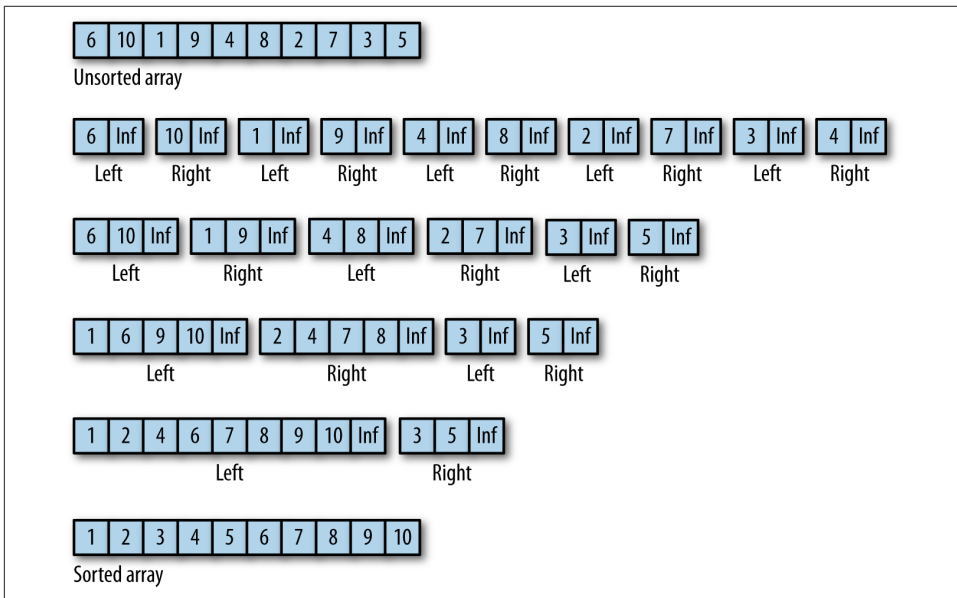 6 10 1 9 4 8 2 7 3 5
Unsorted array
6 Inf 10 Inf 1 Inf 9 Inf 4 Inf 8 Inf 2 Inf 7 Inf 3 Inf 4 Inf
Left Right Left Right Left Right Left Right Left Right
6 10 Inf 1 9 Inf 4 8 Inf 2 7 Inf 3 Inf 5 Inf
Left Right Left Right Left Right
1 6 9 10 Inf 2 4 7 8 Inf 3 Inf 5 Inf
Left Right Left Right
1 2 4 6 7 8 9 10 Inf 3 5 Inf
Left Right
1 2 3 4 5 6 7 8 9 10
Sorted array